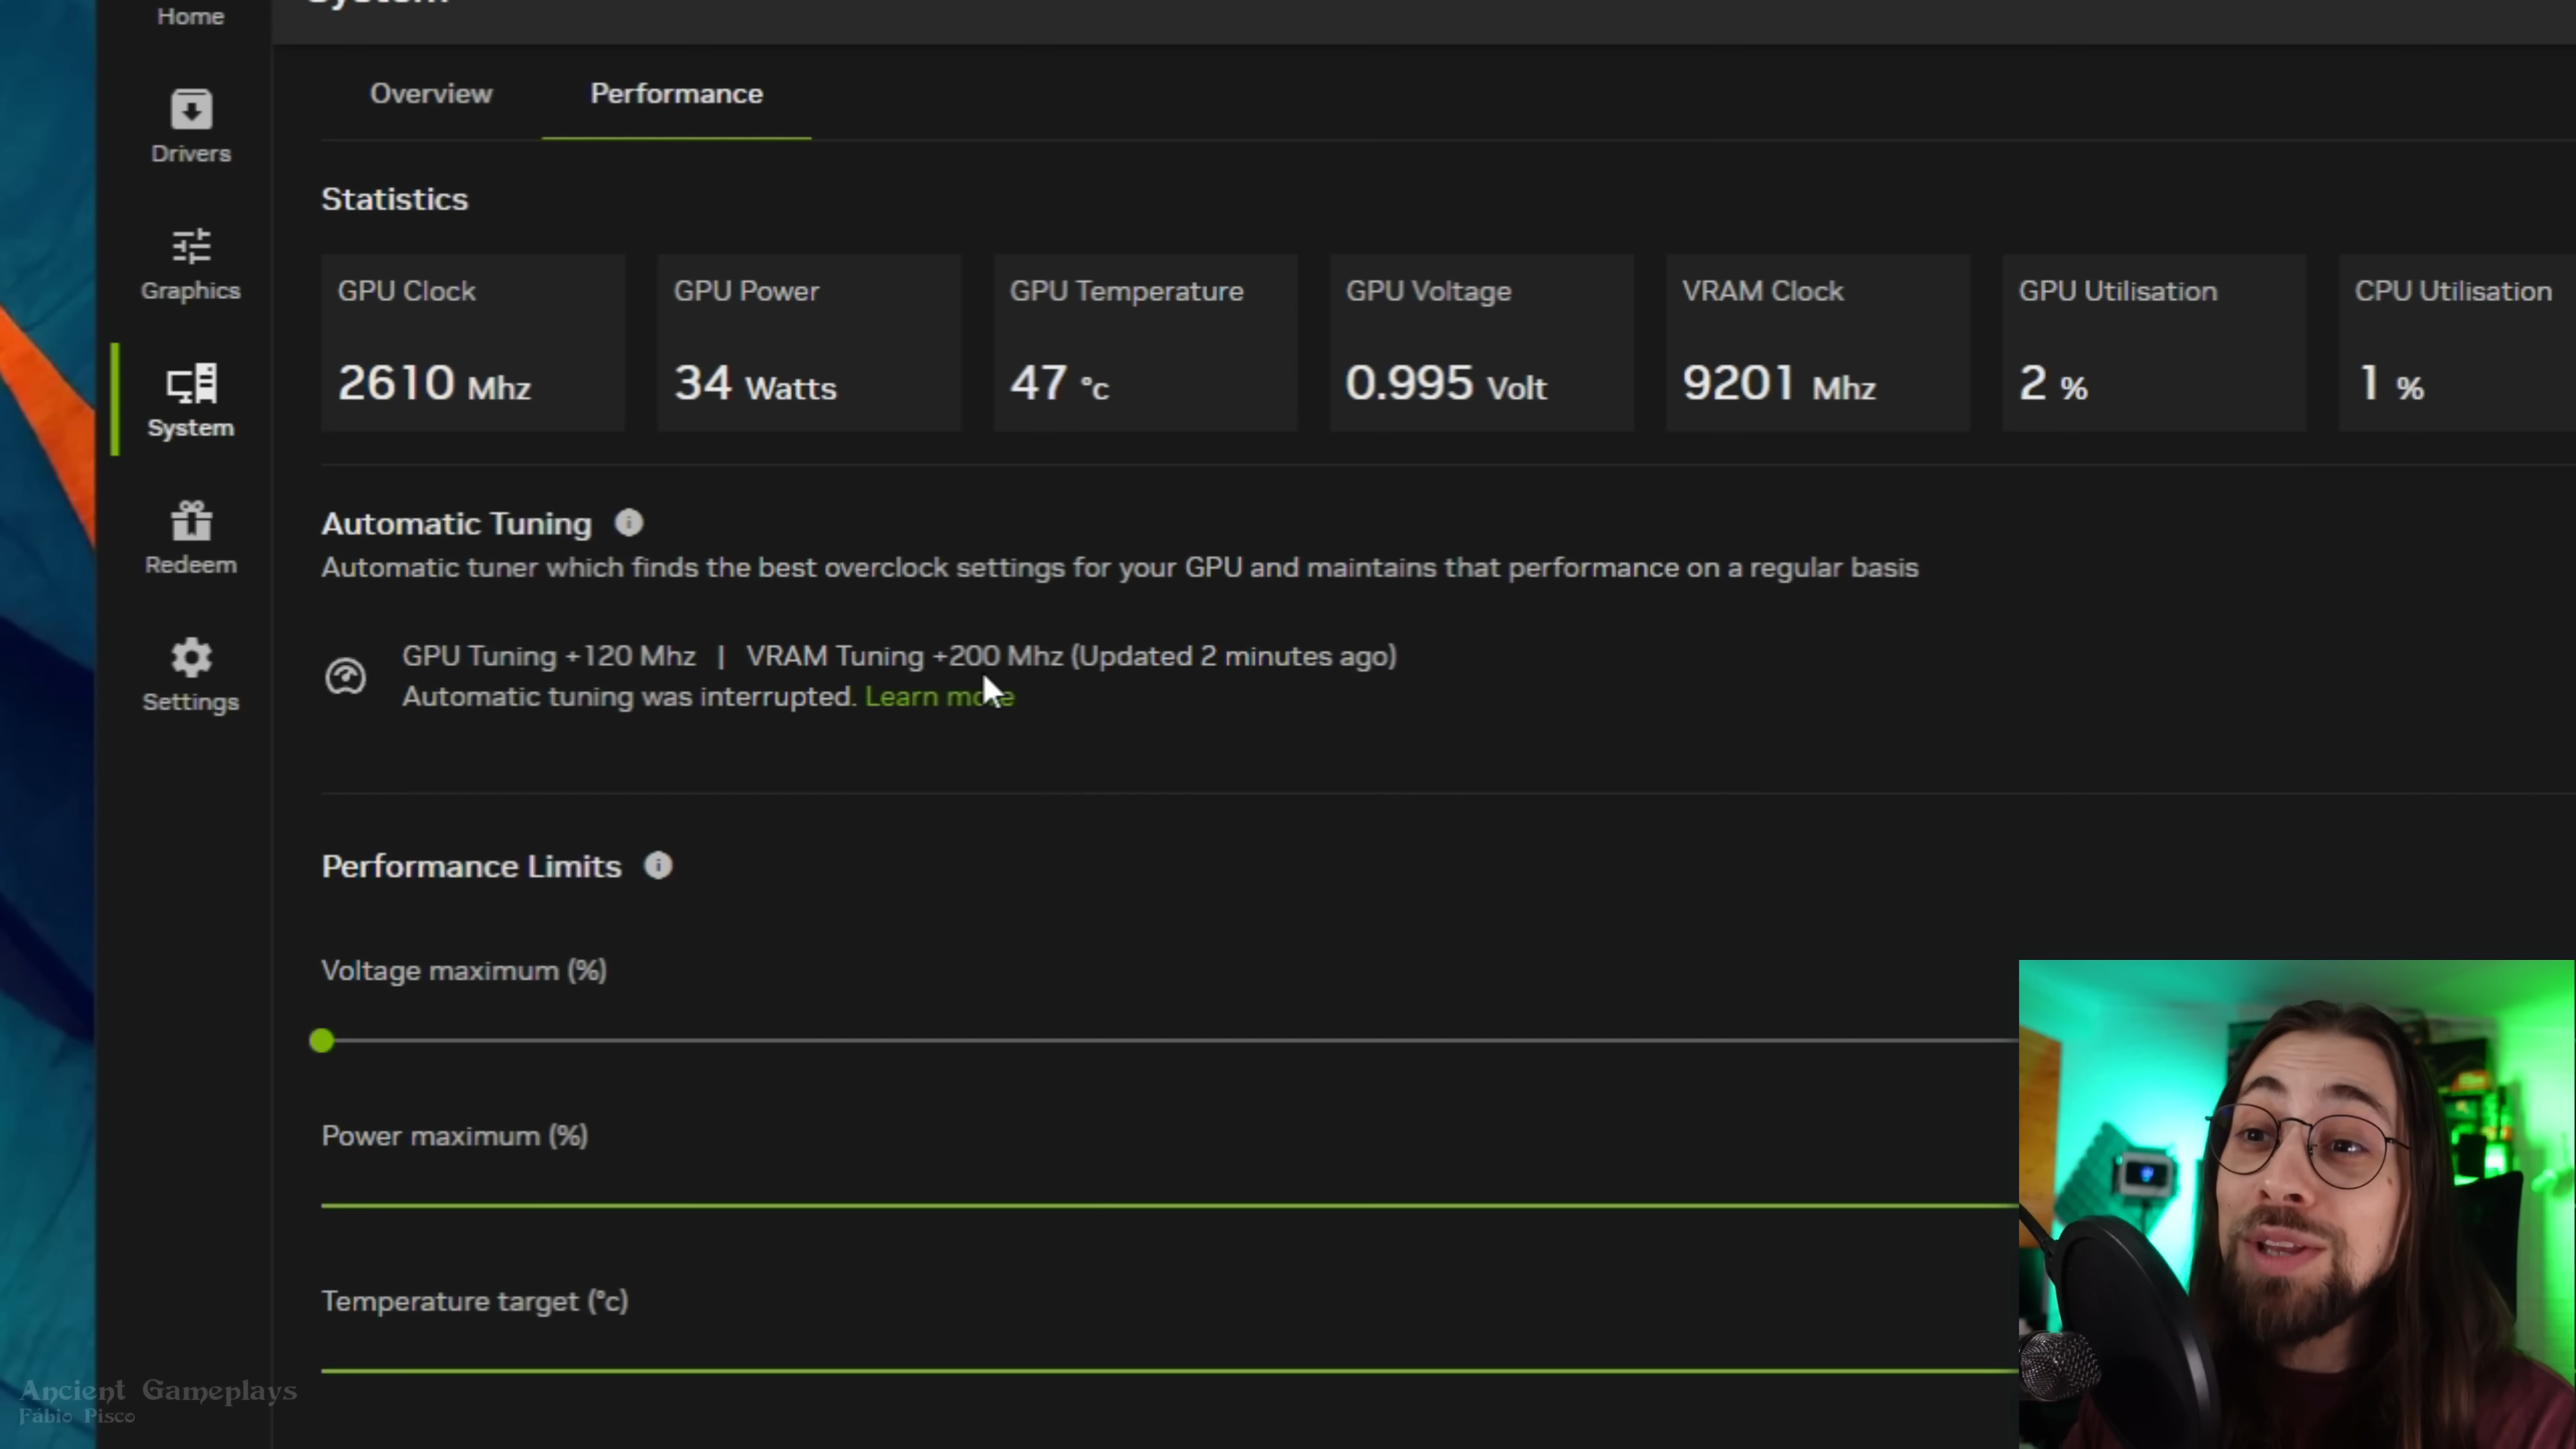 Home
Drivers
Graphics
System
Redeem
Settings
Overview
Performance
Statistics
GPU Clock
2610 Mhz
GPU Power
34 Watts
GPU Temperature
47 °c
GPU Voltage
0.995 Volt
VRAM Clock
9201 Mhz
GPU Utilisation
2 %
CPU Utilisation
1 %
Automatic Tuning
Automatic tuner which finds the best overclock settings for your GPU and maintains that performance on a regular basis
GPU Tuning +120 Mhz | VRAM Tuning +200 Mhz (Updated 2 minutes ago)
Automatic tuning was interrupted. Learn more
Performance Limits
Voltage maximum (%)
Power maximum (%)
Temperature target (°c)
Ancient Gameplays
Fábio Pisco